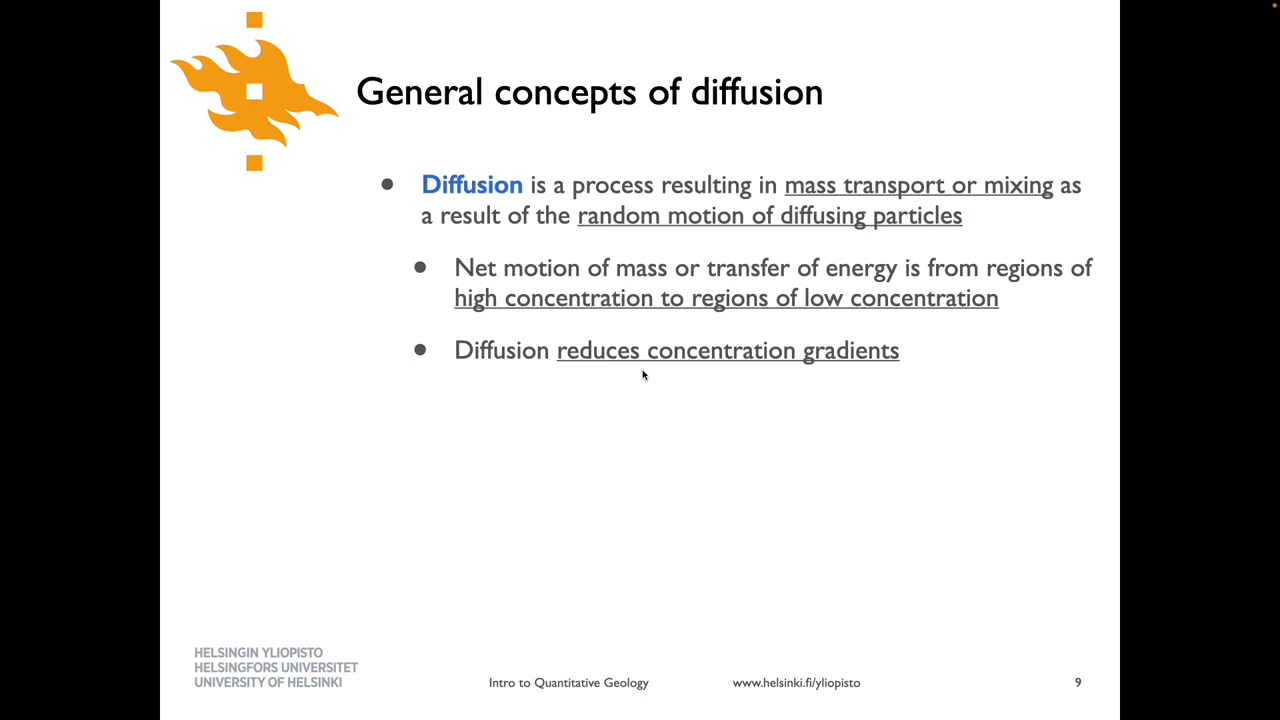 General concepts of diffusion
● Diffusion is a process resulting in mass transport or mixing as
a result of the random motion of diffusing particles
● Net motion of mass or transfer of energy is from regions of
high concentration to regions of low concentration
● Diffusion reduces concentration gradients
HELSINGIN YLIOPISTO
HELSINGFORS UNIVERSITET
UNIVERSITY OF HELSINKI
Intro to Quantitative Geology
www.helsinki.fi/yliopisto
9